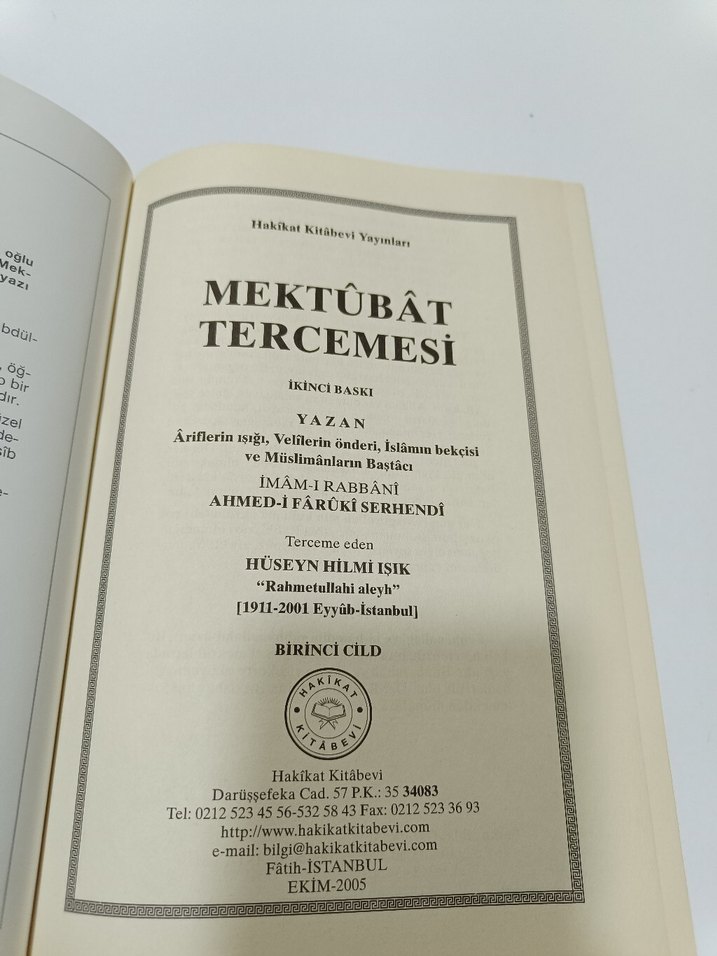 oğlu
Mek-
yazı
bdül-
öğ-
bir
dır.
zel
de-
sîb
e-
Hakîkat Kitâbevi Yayınları
MEKTÛBÂT
TERCEMESİ
İKİNCİ BASKI
YAZAN
Âriflerin ışığı, Velîlerin önderi, İslâmın bekçisi
ve Müslimânların Baştâcı
İMÂM-I RABBÂNÎ
AHMED-İ FÂRÛKÎ SERHENDÎ
Terceme eden
HÜSEYN HİLMİ IŞIK
“Rahmetullahi aleyh”
[1911-2001 Eyyûb-İstanbul]
BİRİNCİ CİLD
HAKÎKAT
KİTÂBEVİ
Hakîkat Kitâbevi
Darüşşefeka Cad. 57 P.K.: 35 34083
Tel: 0212 523 45 56-532 58 43 Fax: 0212 523 36 93
http://www.hakikatkitabevi.com
e-mail: bilgi@hakikatkitabevi.com
Fâtih-İSTANBUL
EKİM-2005